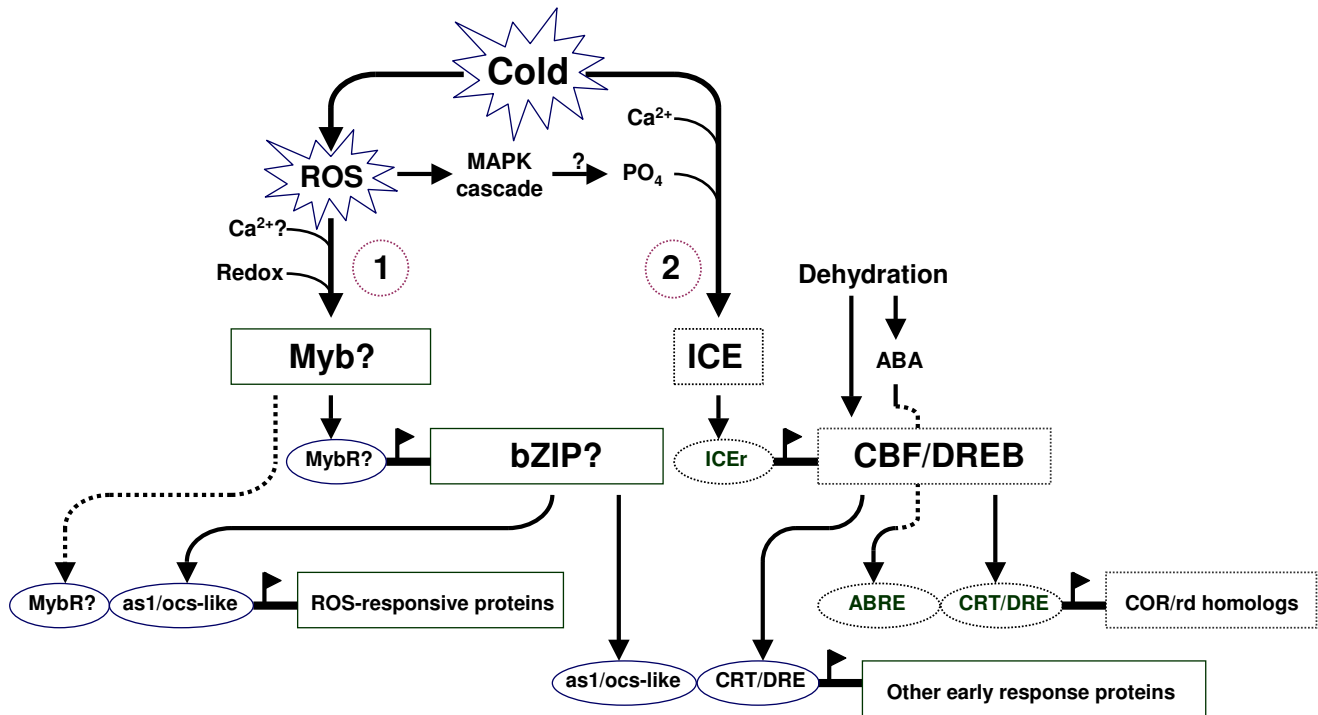 Cold
Ca²⁺
ROS
MAPK
cascade
?
PO₄
Ca²⁺?
Redox
1
2
Dehydration
ABA
Myb?
ICE
MybR?
bZIP?
ICEr
CBF/DREB
MybR?
as1/ocs-like
ROS-responsive proteins
ABRE
CRT/DRE
COR/rd homologs
as1/ocs-like
CRT/DRE
Other early response proteins